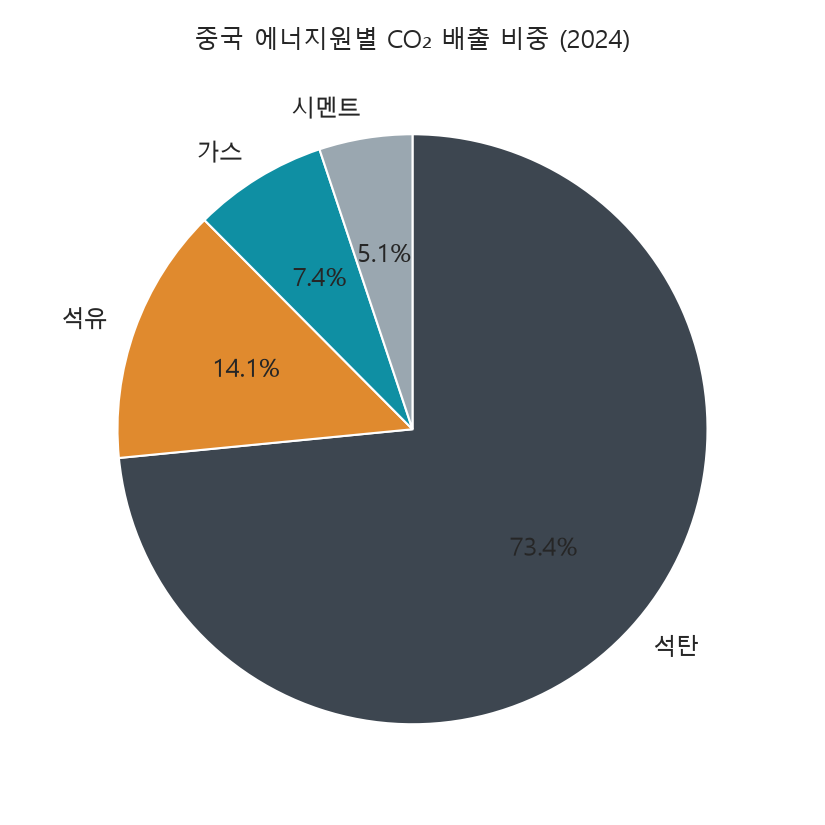 중국 에너지원별 CO₂ 배출 비중 (2024)
시멘트
가스
5.1%
7.4%
석유
14.1%
73.4%
석탄